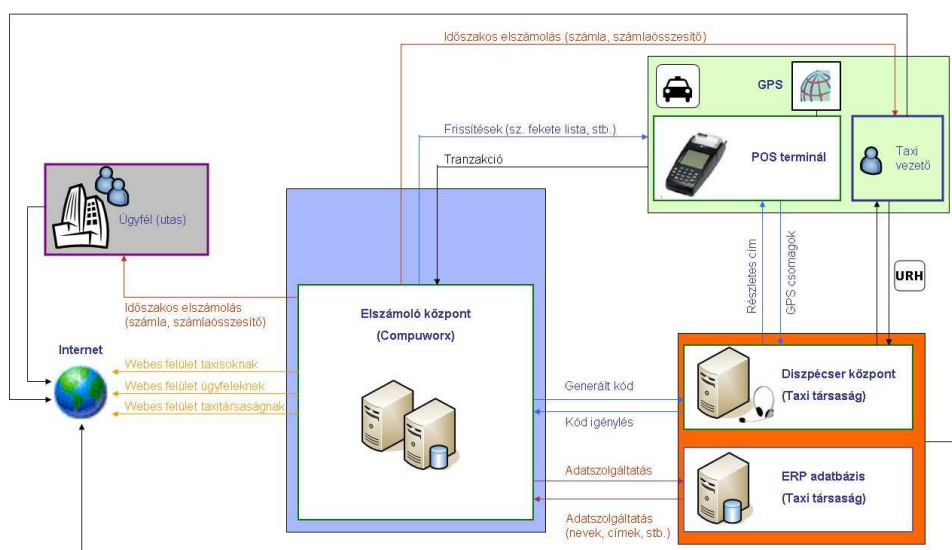 Időszakos elszámolás (számla, számlaösszesítő)
GPS
Frissítések (sz. fekete lista, stb.)
Tranzakció
POS terminál
Taxi
vezető
Ügyfél (utas)
Részletes cím
GPS csomagok
URH
Időszakos elszámolás
(számla, számlaösszesítő)
Elszámoló központ
(Compuworx)
Internet
Webes felület taxisoknak
Webes felület ügyfeleknek
Webes felület taxitársaságnak
Generált kód
Kód igénylés
Diszpécser központ
(Taxi társaság)
Adatszolgáltatás
Adatszolgáltatás
(nevek, címek, stb.)
ERP adatbázis
(Taxi társaság)